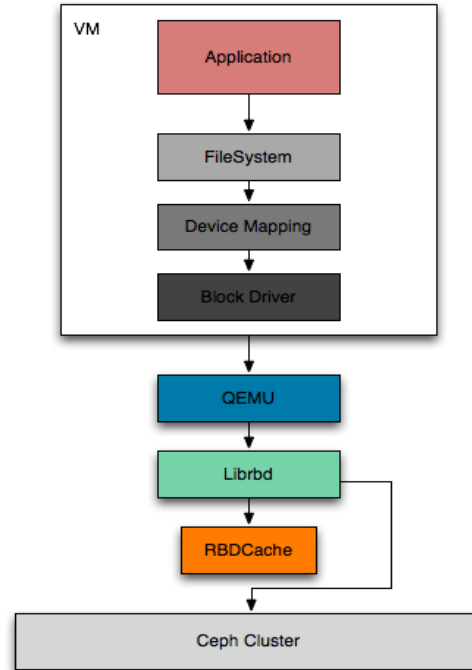 VM
Application
FileSystem
Device Mapping
Block Driver
QEMU
Librbd
RBDCache
Ceph Cluster